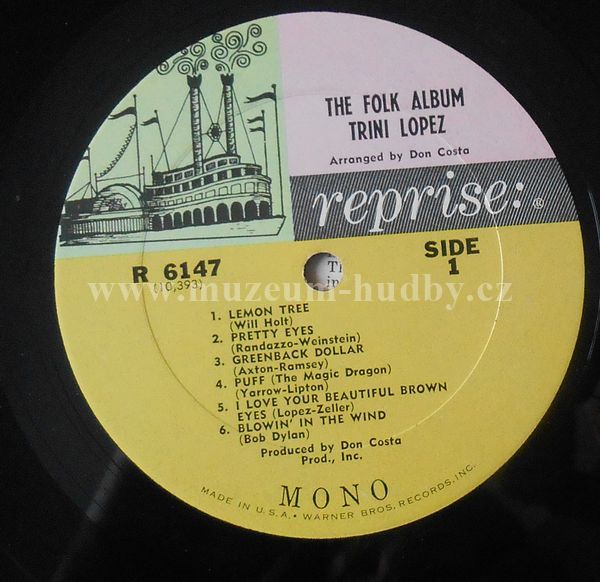 THE FOLK ALBUM
TRINI LOPEZ
Arranged by Don Costa
reprise: ®
R 6147
(10,393)
SIDE
1
www.muzeum-hudby.cz
1. LEMON TREE
(Will Holt)
2. PRETTY EYES
(Randazzo-Weinstein)
3. GREENBACK DOLLAR
(Axton-Ramsey)
4. PUFF (The Magic Dragon)
(Yarrow-Lipton)
5. I LOVE YOUR BEAUTIFUL BROWN
EYES (Lopez-Zeller)
6. BLOWIN' IN THE WIND
(Bob Dylan)
Produced by Don Costa
Prod., Inc.
MONO
MADE IN U.S.A. • WARNER BROS. RECORDS, INC.